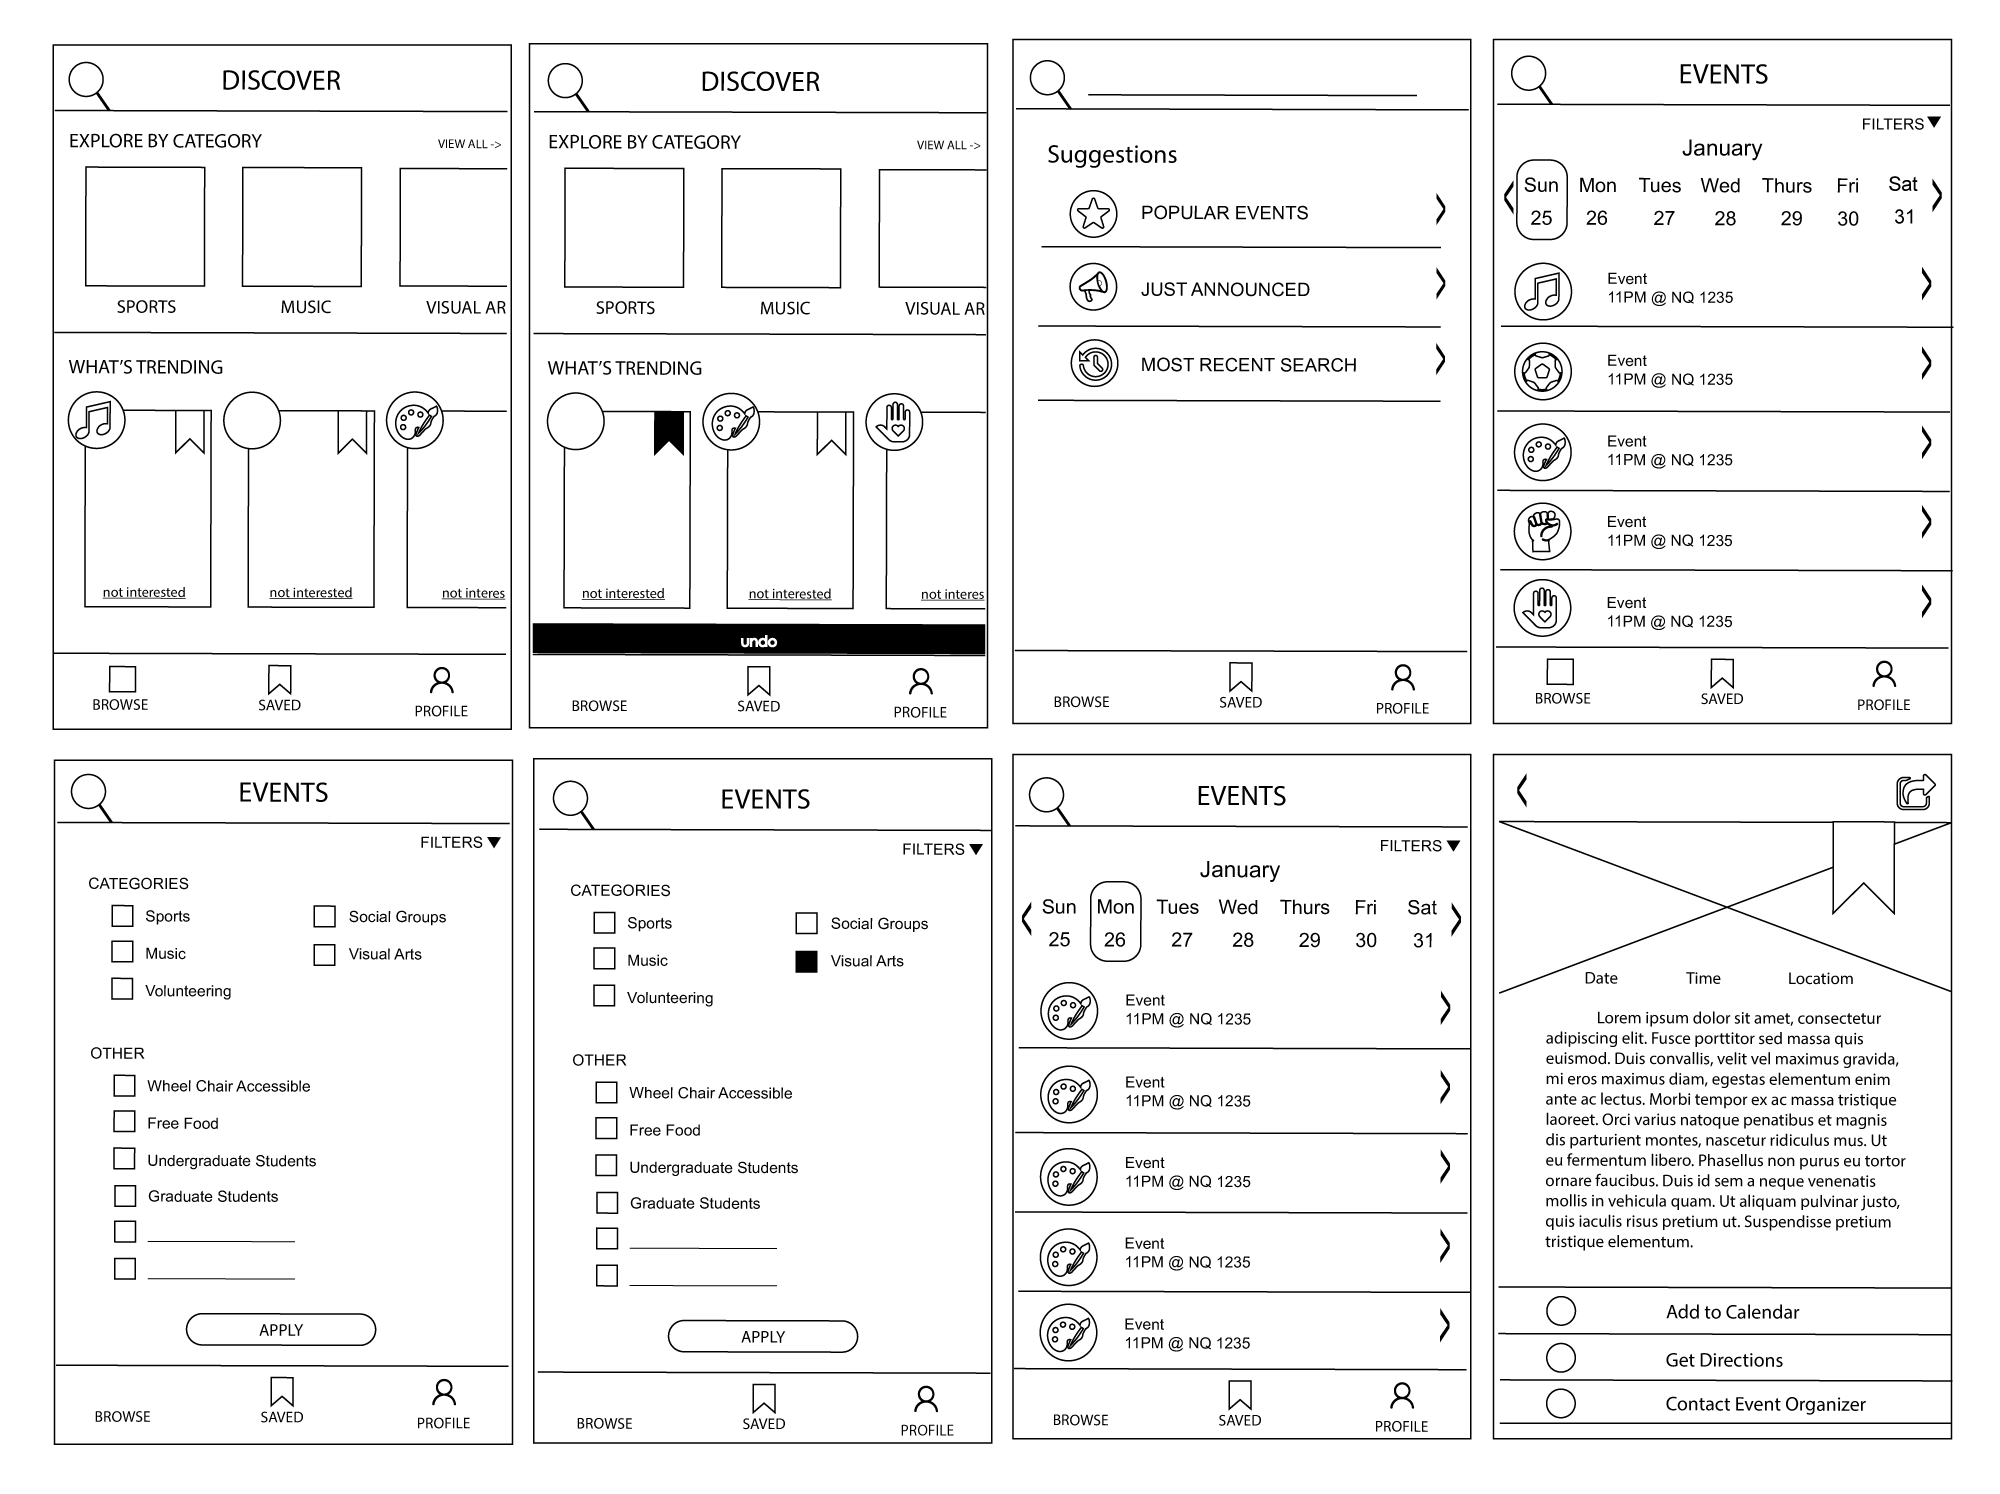 DISCOVER
EXPLORE BY CATEGORY
VIEW ALL ->
SPORTS
MUSIC
VISUAL AR
WHAT'S TRENDING
not interested
not interested
not interes
BROWSE
SAVED
PROFILE
DISCOVER
EXPLORE BY CATEGORY
VIEW ALL ->
SPORTS
MUSIC
VISUAL AR
WHAT'S TRENDING
not interested
not interested
not interes
undo
BROWSE
SAVED
PROFILE
Suggestions
POPULAR EVENTS
JUST ANNOUNCED
MOST RECENT SEARCH
BROWSE
SAVED
PROFILE
EVENTS
FILTERS
January
Sun Mon Tues Wed Thurs Fri Sat
25 26 27 28 29 30 31
Event
11PM @ NQ 1235
Event
11PM @ NQ 1235
Event
11PM @ NQ 1235
Event
11PM @ NQ 1235
Event
11PM @ NQ 1235
BROWSE
SAVED
PROFILE
EVENTS
FILTERS
CATEGORIES
Sports
Social Groups
Music
Visual Arts
Volunteering
OTHER
Wheel Chair Accessible
Free Food
Undergraduate Students
Graduate Students
APPLY
BROWSE
SAVED
PROFILE
EVENTS
FILTERS
CATEGORIES
Sports
Social Groups
Music
Visual Arts
Volunteering
OTHER
Wheel Chair Accessible
Free Food
Undergraduate Students
Graduate Students
APPLY
BROWSE
SAVED
PROFILE
EVENTS
FILTERS
January
Sun Mon Tues Wed Thurs Fri Sat
25 26 27 28 29 30 31
Event
11PM @ NQ 1235
Event
11PM @ NQ 1235
Event
11PM @ NQ 1235
Event
11PM @ NQ 1235
Event
11PM @ NQ 1235
BROWSE
SAVED
PROFILE
Date Time Locatiom
Lorem ipsum dolor sit amet, consectetur
adipiscing elit. Fusce porttitor sed massa quis
euismod. Duis convallis, velit vel maximus gravida,
mi eros maximus diam, egestas elementum enim
ante ac lectus. Morbi tempor ex ac massa tristique
laoreet. Orci varius natoque penatibus et magnis
dis parturient montes, nascetur ridiculus mus. Ut
eu fermentum libero. Phasellus non purus eu tortor
ornare faucibus. Duis id sem a neque venenatis
mollis in vehicula quam. Ut aliquam pulvinar justo,
quis iaculis risus pretium ut. Suspendisse pretium
tristique elementum.
Add to Calendar
Get Directions
Contact Event Organizer